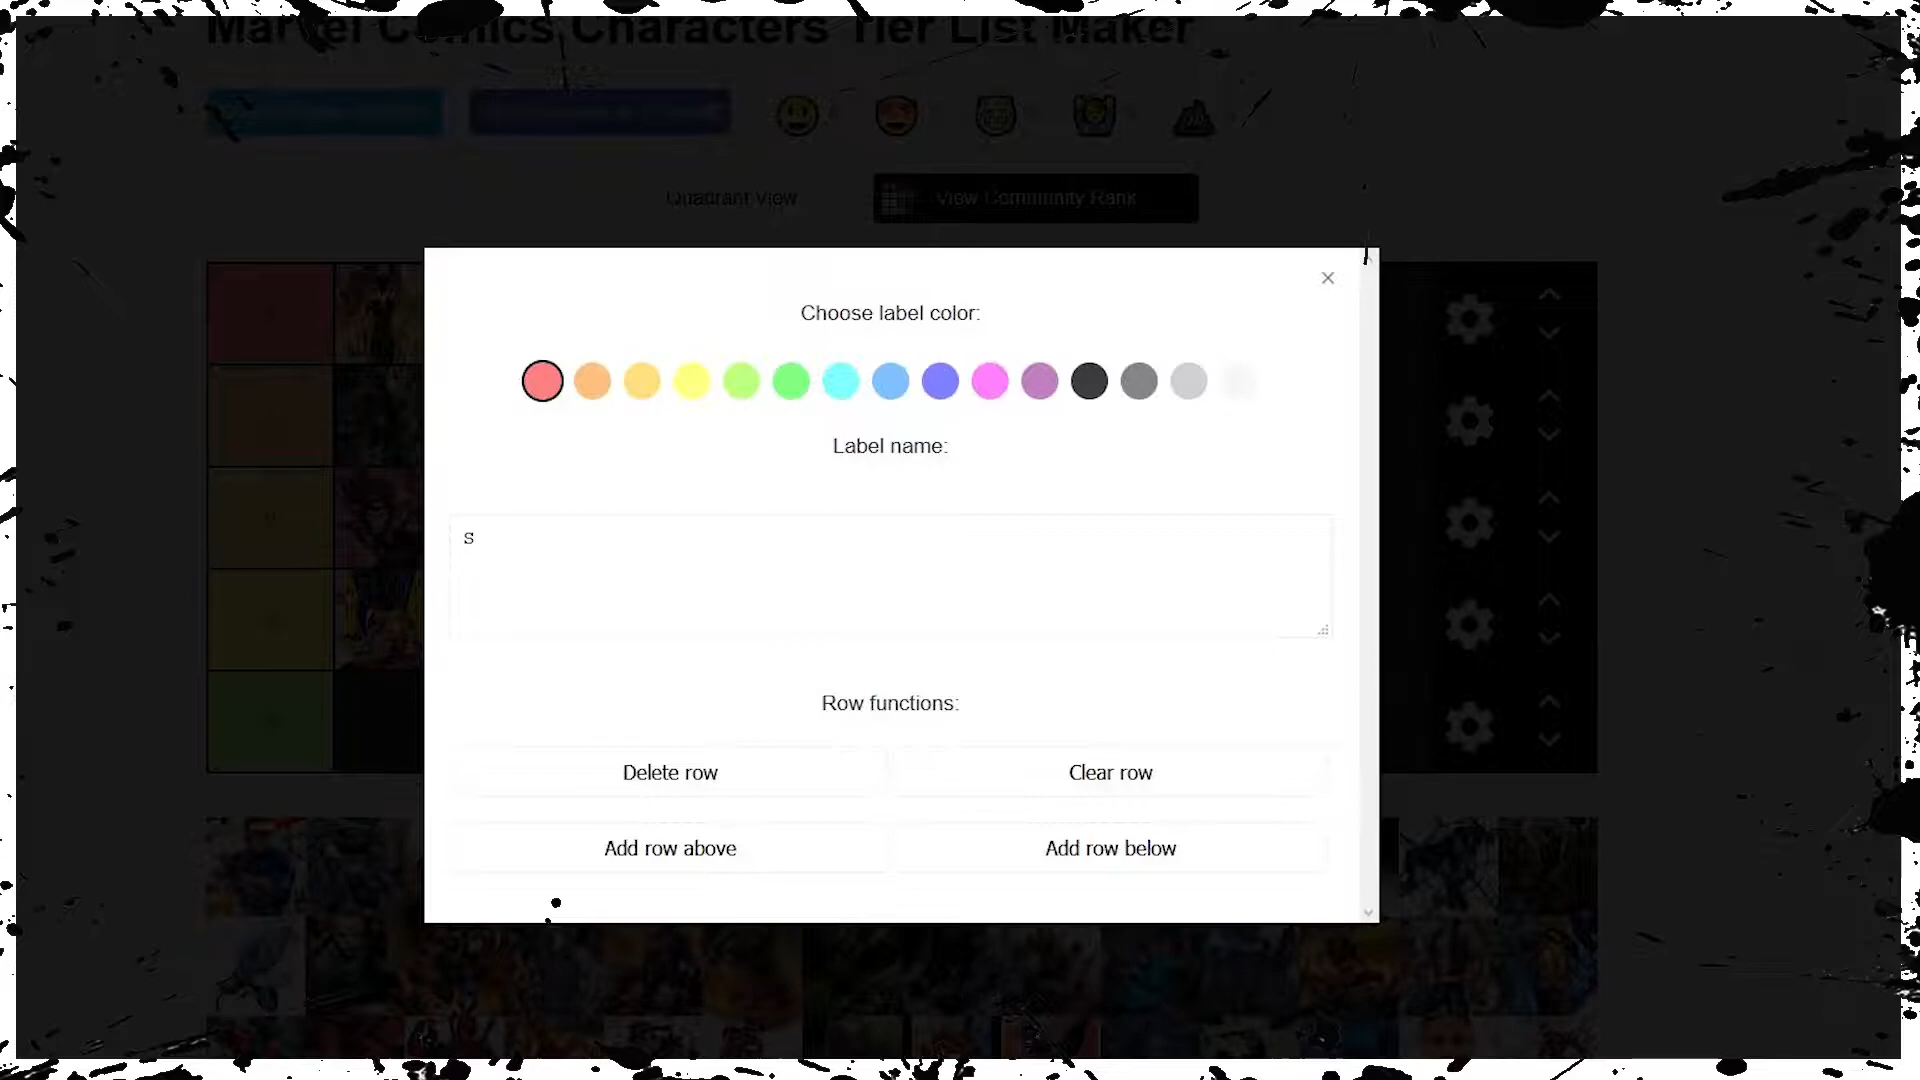 Marvel Comics Characters Tier List Maker
Quadrant View
View Community Rank
Choose label color:
Label name:
S
Row functions:
Delete row
Clear row
Add row above
Add row below